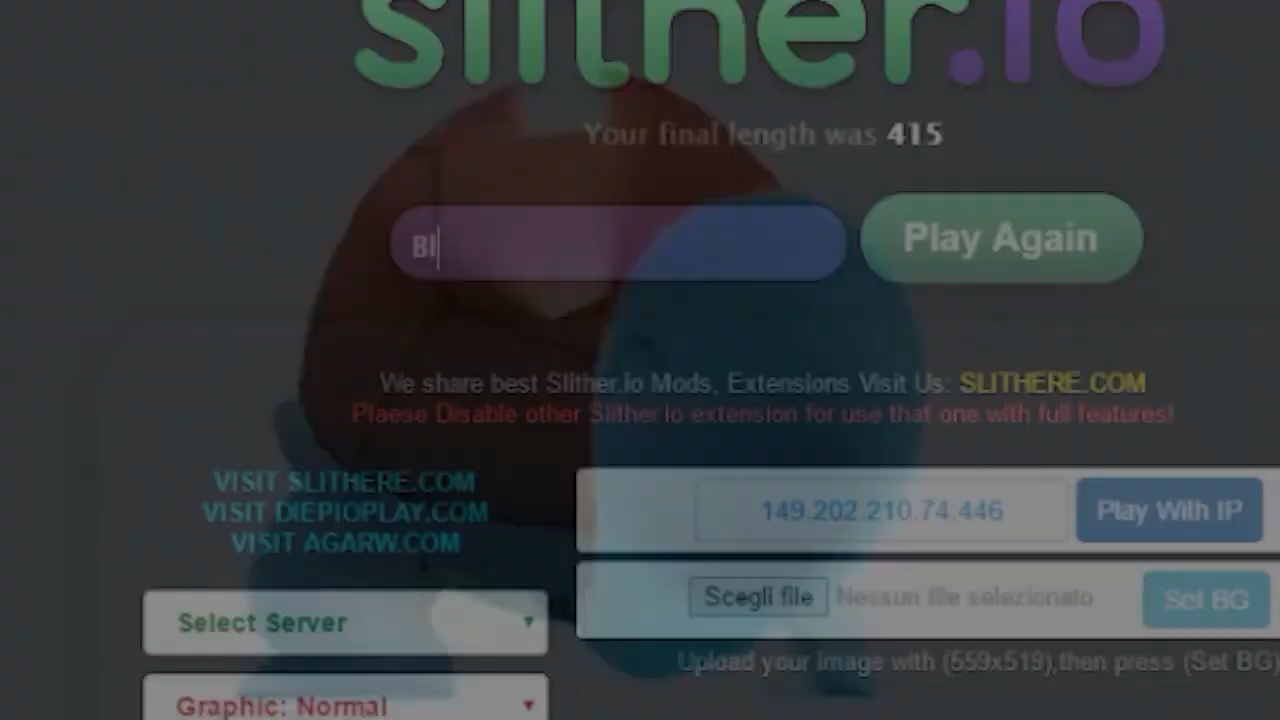 slither.io
Your final length was 415
Bl
Play Again
We share best Slither.io Mods, Extensions Visit Us: SLITHERE.COM
Plaese Disable other Slither.io extension for use that one with full features!
VISIT SLITHERE.COM
VISIT DIEPIOPLAY.COM
VISIT AGARW.COM
149.202.210.74.446
Play With IP
Scegli file Nessun file selezionato
Set BG
Select Server
Upload your image with (559x519),then press (Set BG)
Graphic: Normal